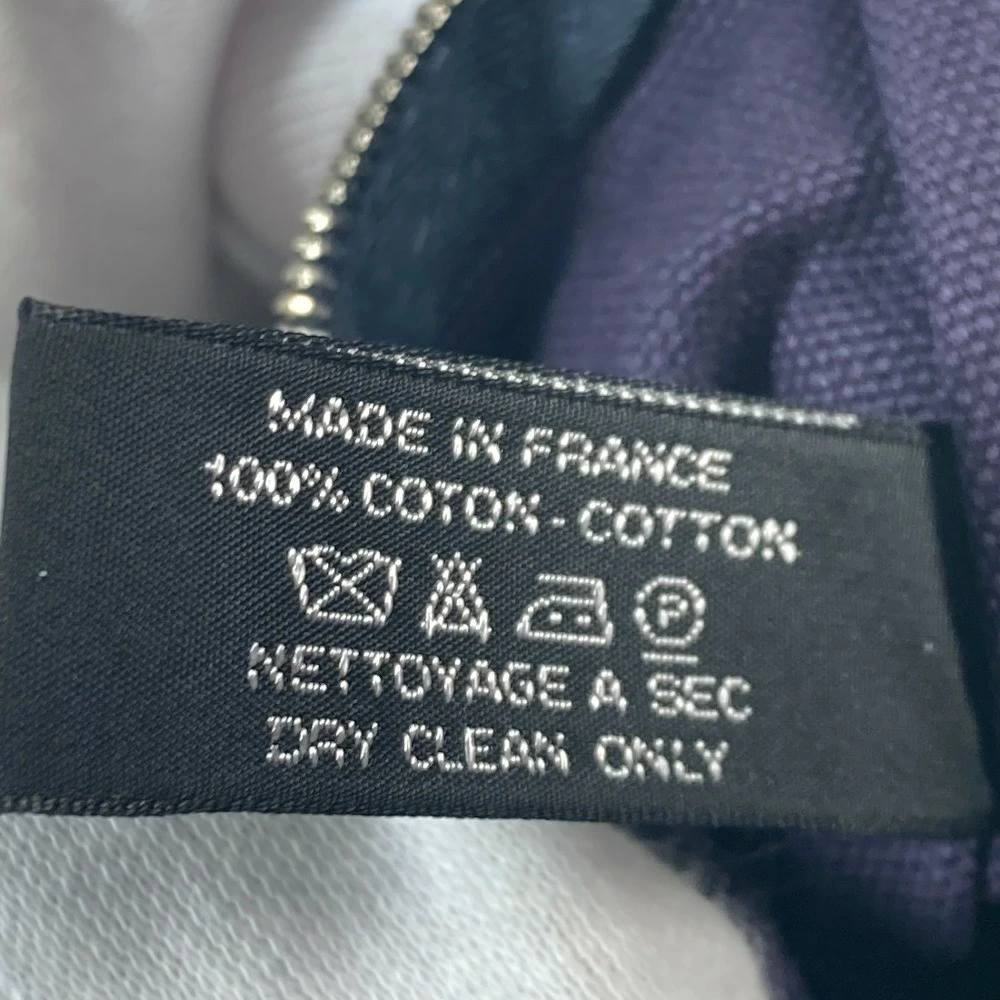 MADE IN FRANCE
100% COTON - COTTON
P
NETTOYAGE A SEC
DRY CLEAN ONLY